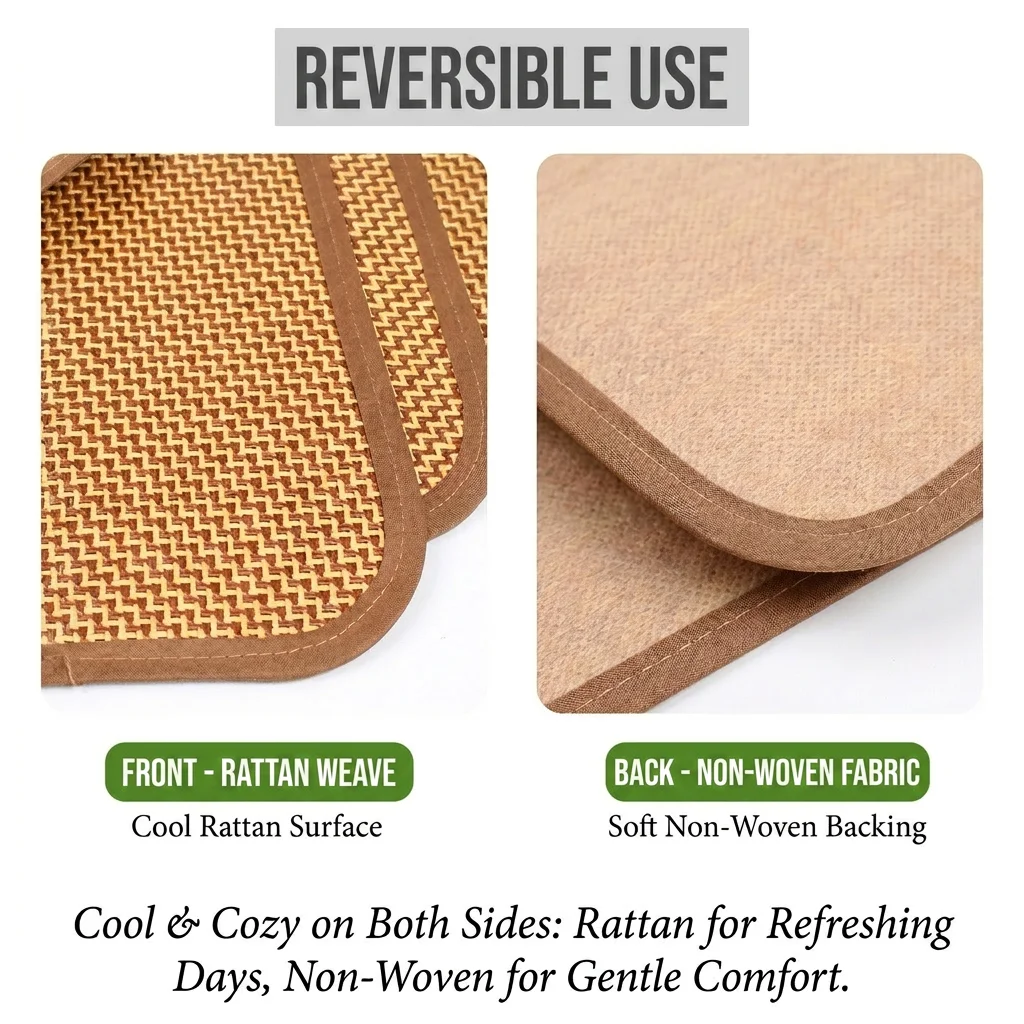 REVERSIBLE USE
FRONT - RATTAN WEAVE
Cool Rattan Surface
BACK - NON-WOVEN FABRIC
Soft Non-Woven Backing
Cool & Cozy on Both Sides: Rattan for Refreshing
Days, Non-Woven for Gentle Comfort.